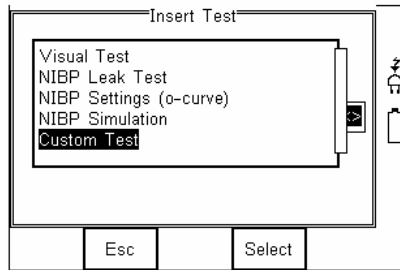 Insert Test
Visual Test
NIBP Leak Test
NIBP Settings (o-curve)
NIBP Simulation
Custom Test
<>
Esc
Select